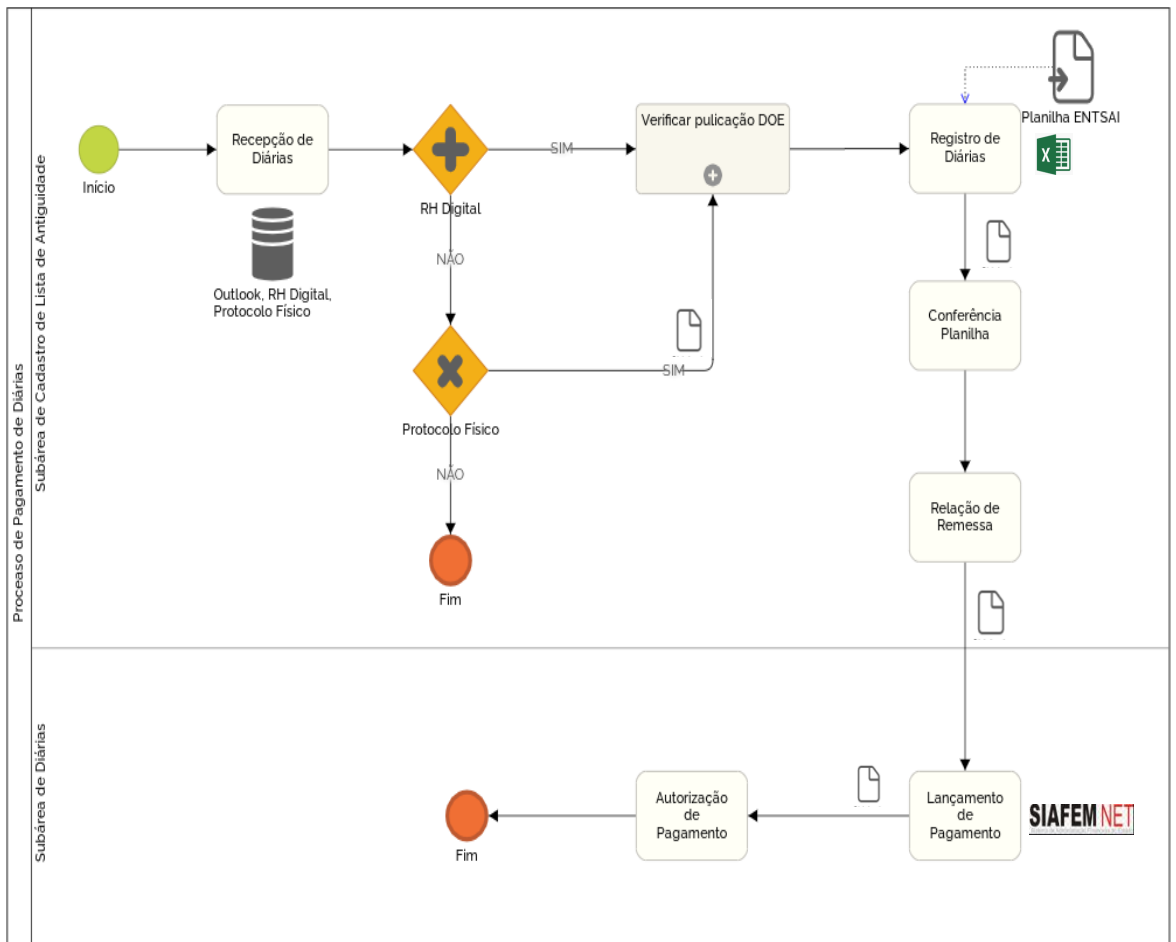 Proceaso de Pagamento de Diárias
Subárea de Cadastro de Lista de Antiguidade
Início
Recepção de
Diárias
Outlook, RH Digital,
Protocolo Físico
RH Digital
SIM
NÃO
Protocolo Físico
SIM
NÃO
Fim
Verificar pulicação DOE
Planilha ENTSAI
Registro de
Diárias
Conferência
Planilha
Relação de
Remessa
Subárea de Diárias
Lançamento
de
Pagamento
SIAFEM NET
Autorização
de
Pagamento
Fim